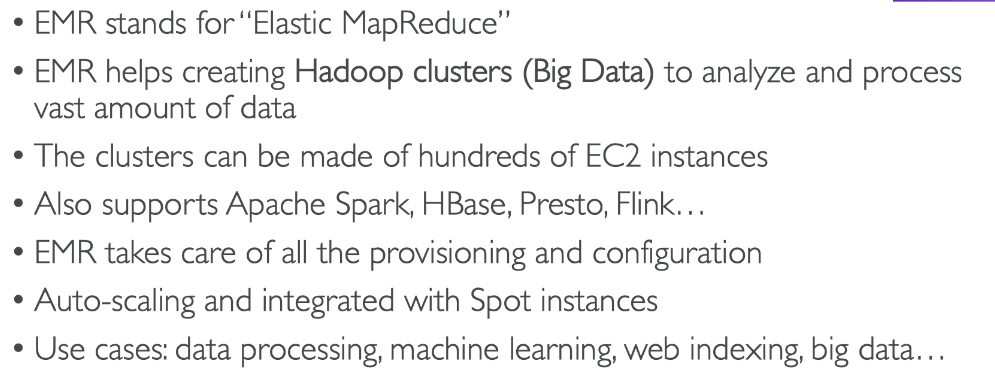 • EMR stands for “Elastic MapReduce”
• EMR helps creating Hadoop clusters (Big Data) to analyze and process
vast amount of data
• The clusters can be made of hundreds of EC2 instances
• Also supports Apache Spark, HBase, Presto, Flink…
• EMR takes care of all the provisioning and configuration
• Auto-scaling and integrated with Spot instances
• Use cases: data processing, machine learning, web indexing, big data…